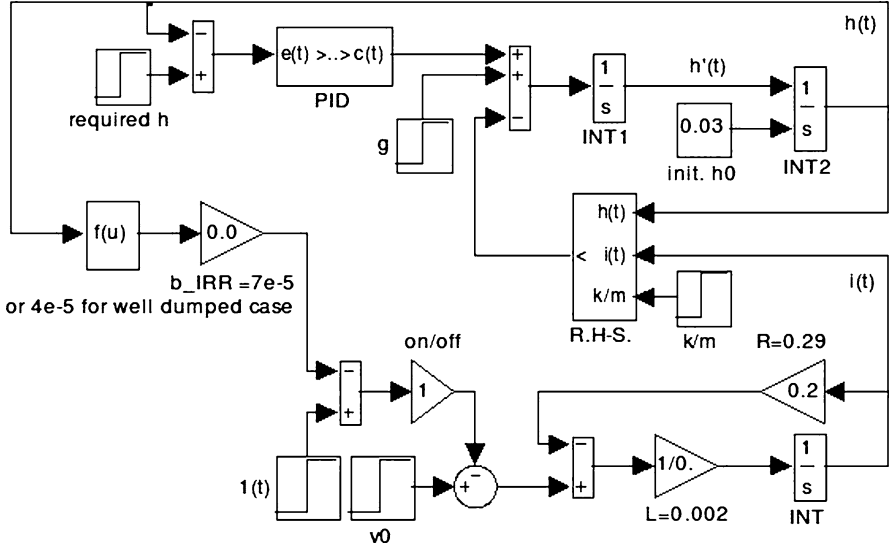 h(t)
−
+
required h
e(t) >..> c(t)
PID
+
+
−
g
1
s
INT1
h'(t)
0.03
init. h0
1
s
INT2
f(u)
0.0
b_IRR =7e-5
or 4e-5 for well dumped case
h(t)
< i(t)
k/m
R.H-S.
k/m
i(t)
on/off
R=0.29
−
+
1
0.2
1(t)
v0
−
+
−
+
1/0.
L=0.002
1
s
INT